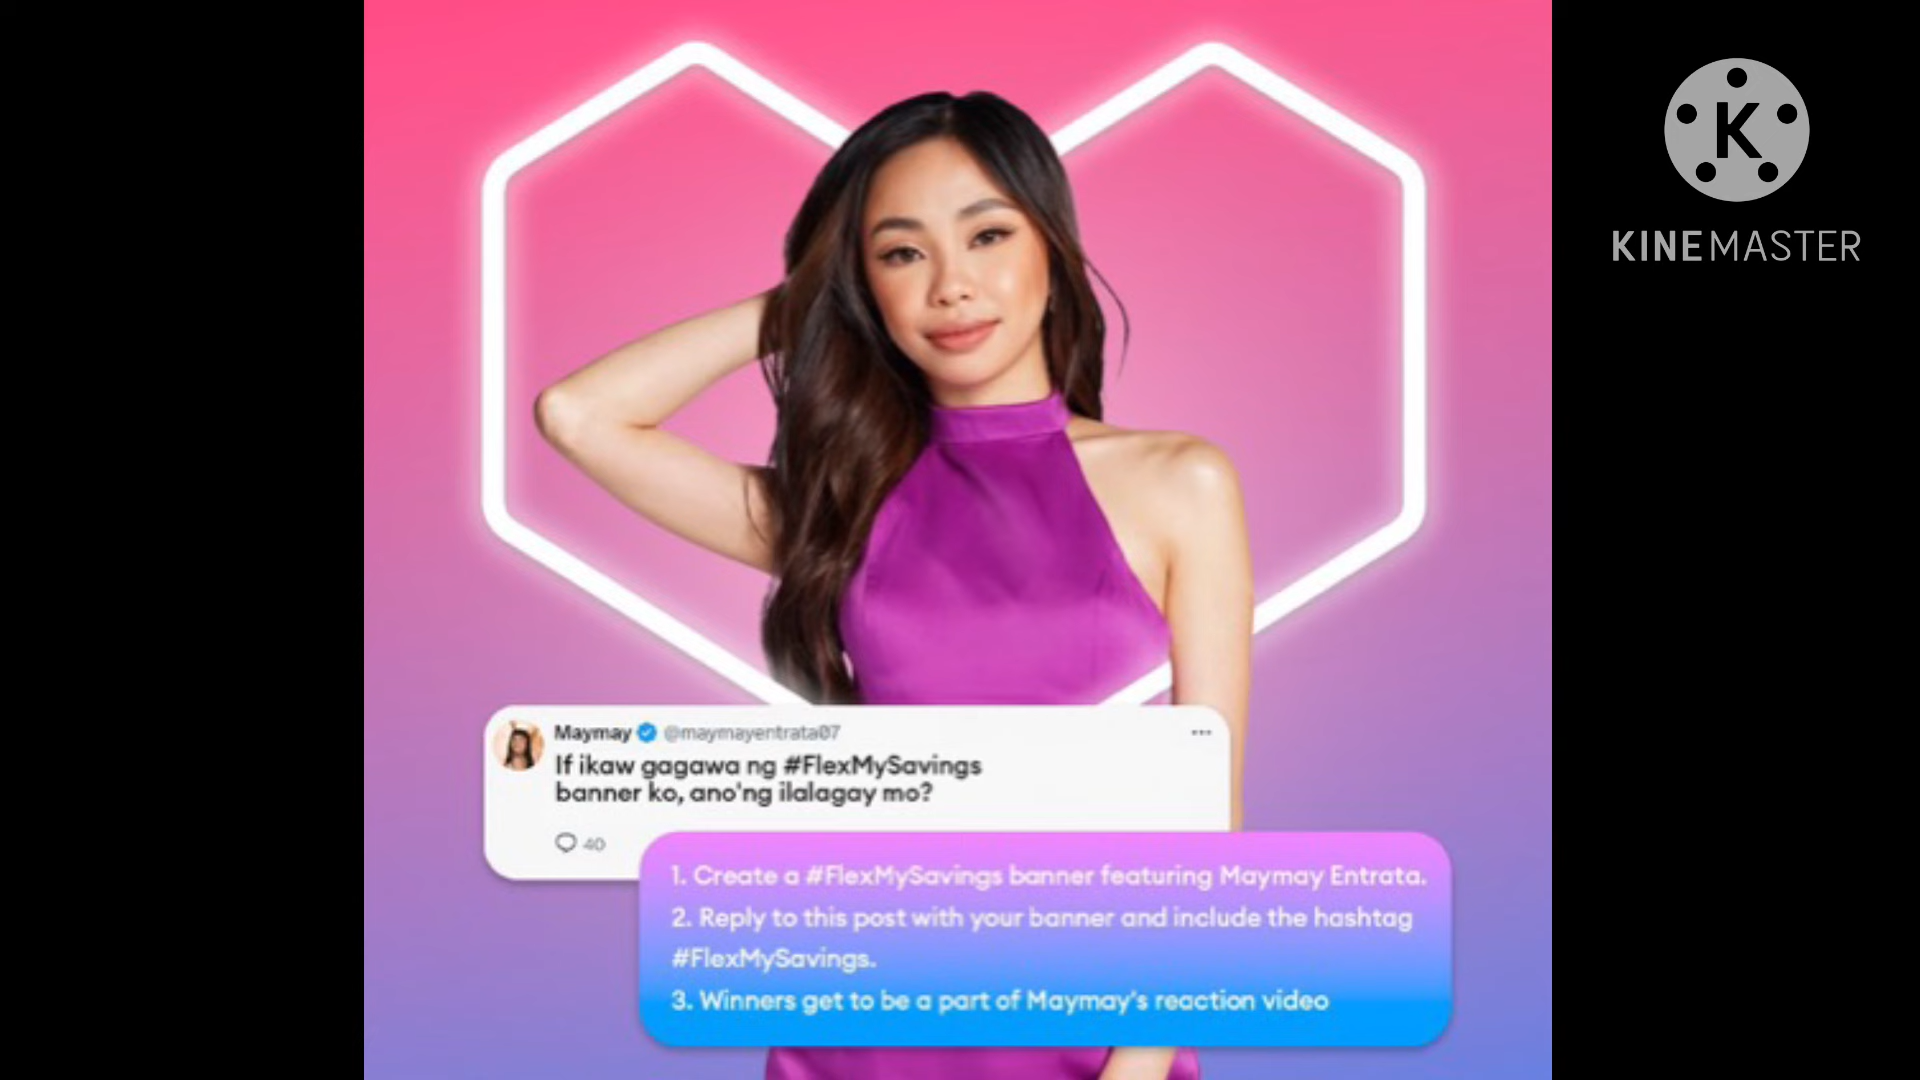 K
KINEMASTER
Maymay @maymayentrata07
If ikaw gagawa ng #FlexMySavings
banner ko, ano'ng ilalagay mo?
40
1. Create a #FlexMySavings banner featuring Maymay Entrata.
2. Reply to this post with your banner and include the hashtag
#FlexMySavings.
3. Winners get to be a part of Maymay's reaction video